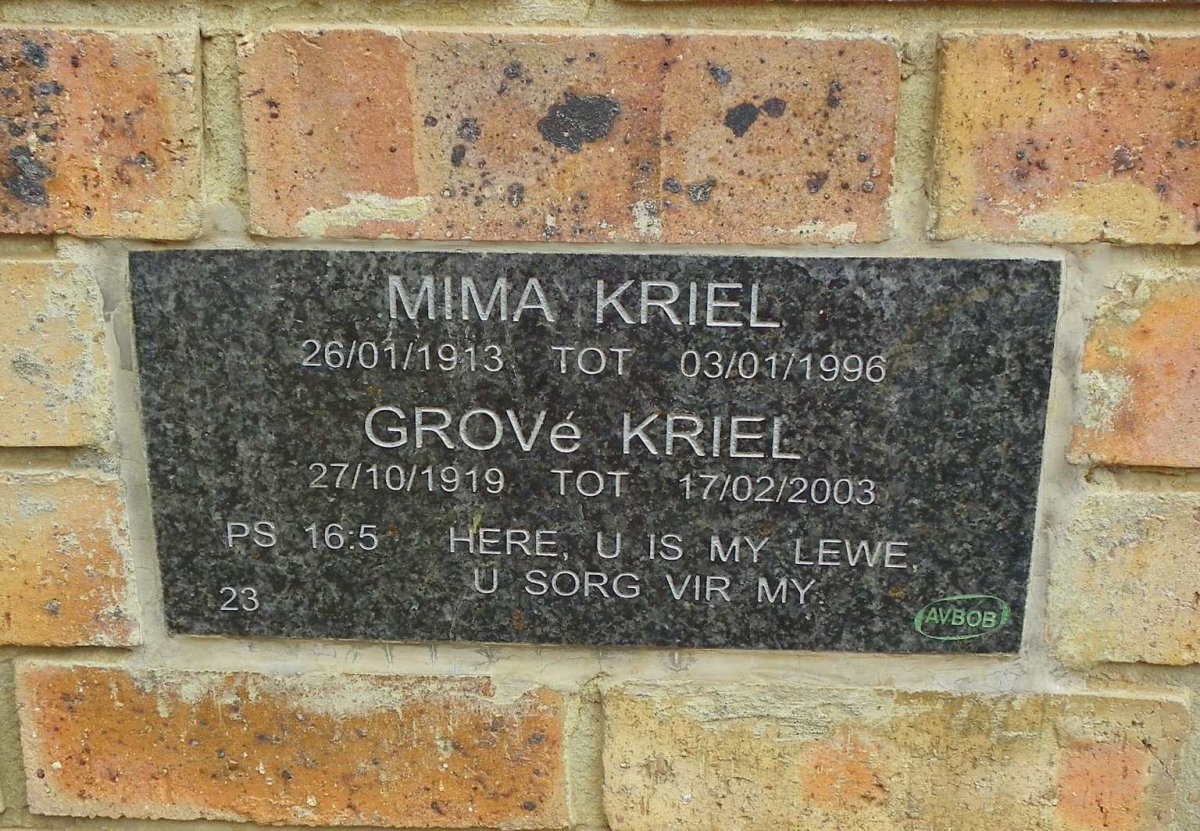 MIMA KRIEL
26/01/1913 TOT 03/01/1996
GROVé KRIEL
27/10/1919 TOT 17/02/2003
PS 16:5 HERE, U IS MY LEWE,
U SORG VIR MY.
23
AVBOB